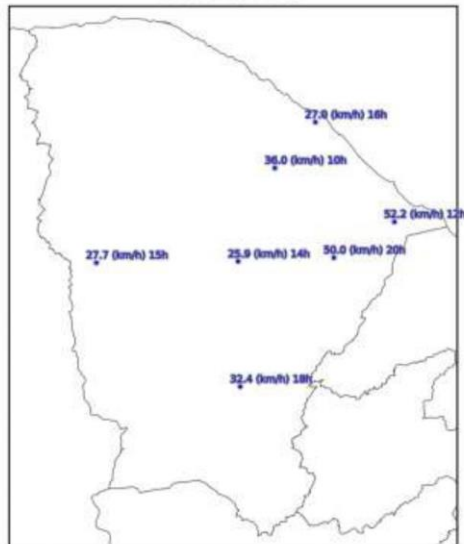 27.0 (km/h) 16h
36.0 (km/h) 10h
52.2 (km/h) 12h
50.0 (km/h) 20h
27.7 (km/h) 15h
25.9 (km/h) 14h
32.4 (km/h) 18h